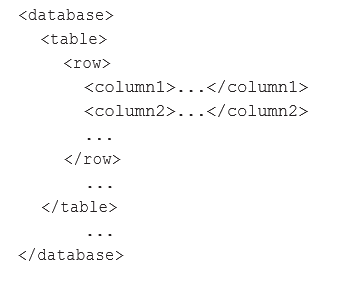 <database>
<table>
<row>
<column1>...</column1>
<column2>...</column2>
...
</row>
...
</table>
...
</database>